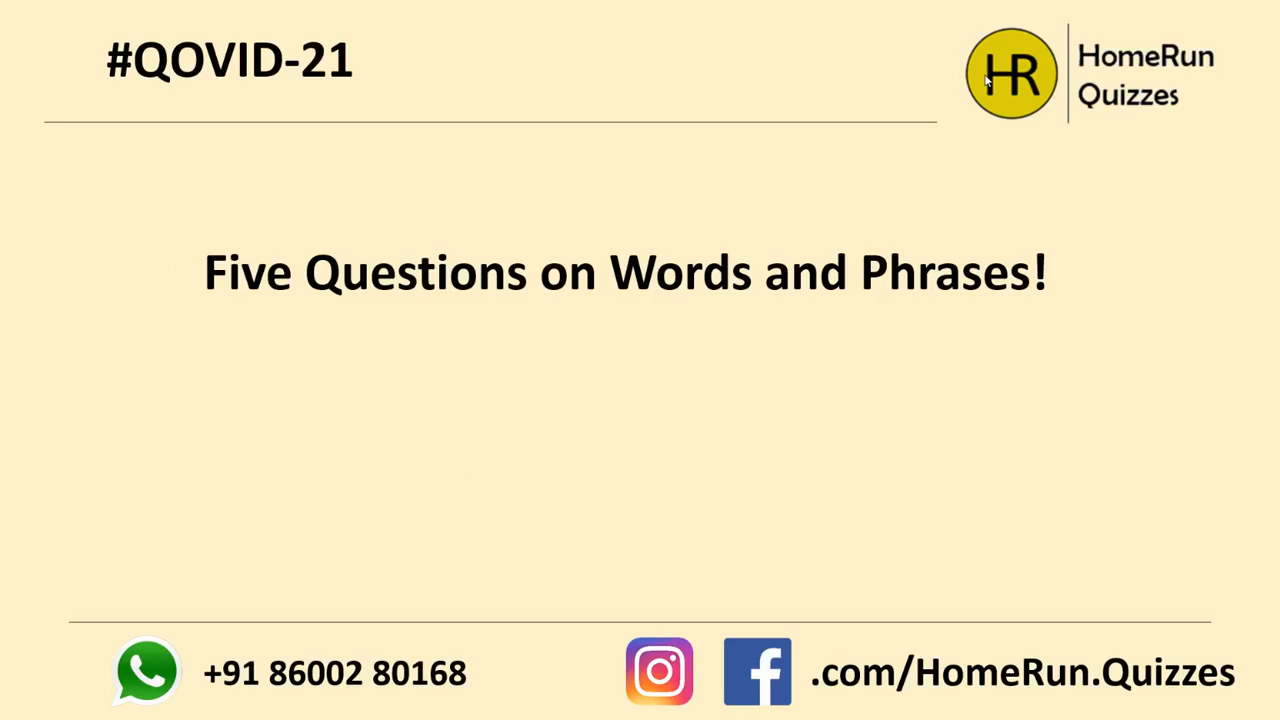 #QOVID-21
HR
HomeRun
Quizzes
Five Questions on Words and Phrases!
+91 86002 80168
.com/HomeRun.Quizzes